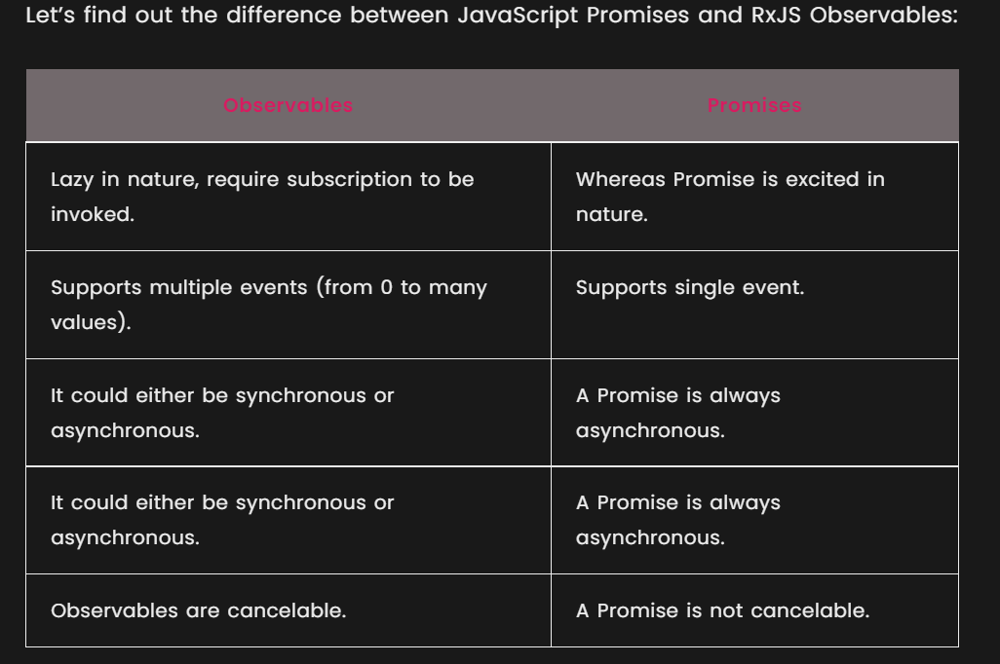 Let's find out the difference between JavaScript Promises and RxJS Observables:
Observables
Promises
Lazy in nature, require subscription to be
invoked.
Whereas Promise is excited in
nature.
Supports multiple events (from 0 to many
values).
Supports single event.
It could either be synchronous or
asynchronous.
A Promise is always
asynchronous.
It could either be synchronous or
asynchronous.
A Promise is always
asynchronous.
Observables are cancelable.
A Promise is not cancelable.